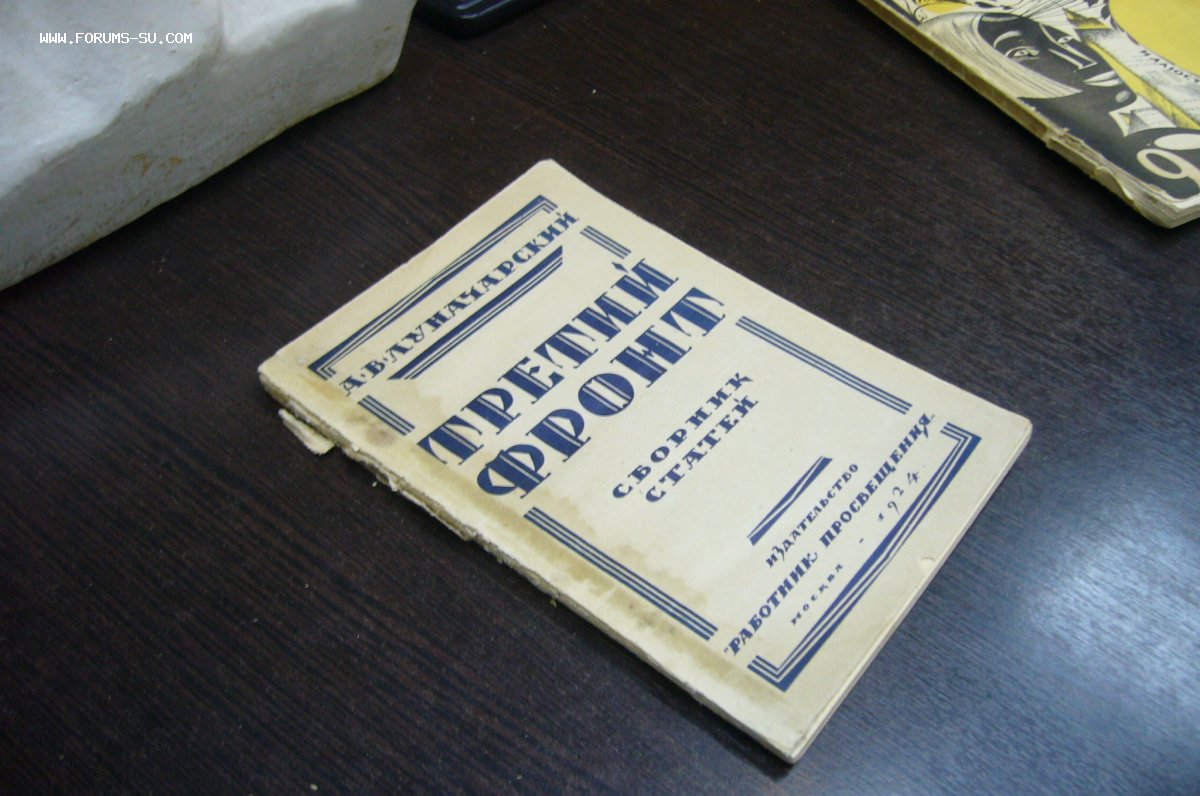 WWW.FORUMS-SU.COM
А.В.ЛУНАЧАРСКИЙ
ТРЕТИЙ
ФРОНТ
СБОРНИК
СТАТЕЙ
ИЗДАТЕЛЬСТВО
"РАБОТНИК ПРОСВЕЩЕНИЯ"
МОСКВА - 1924